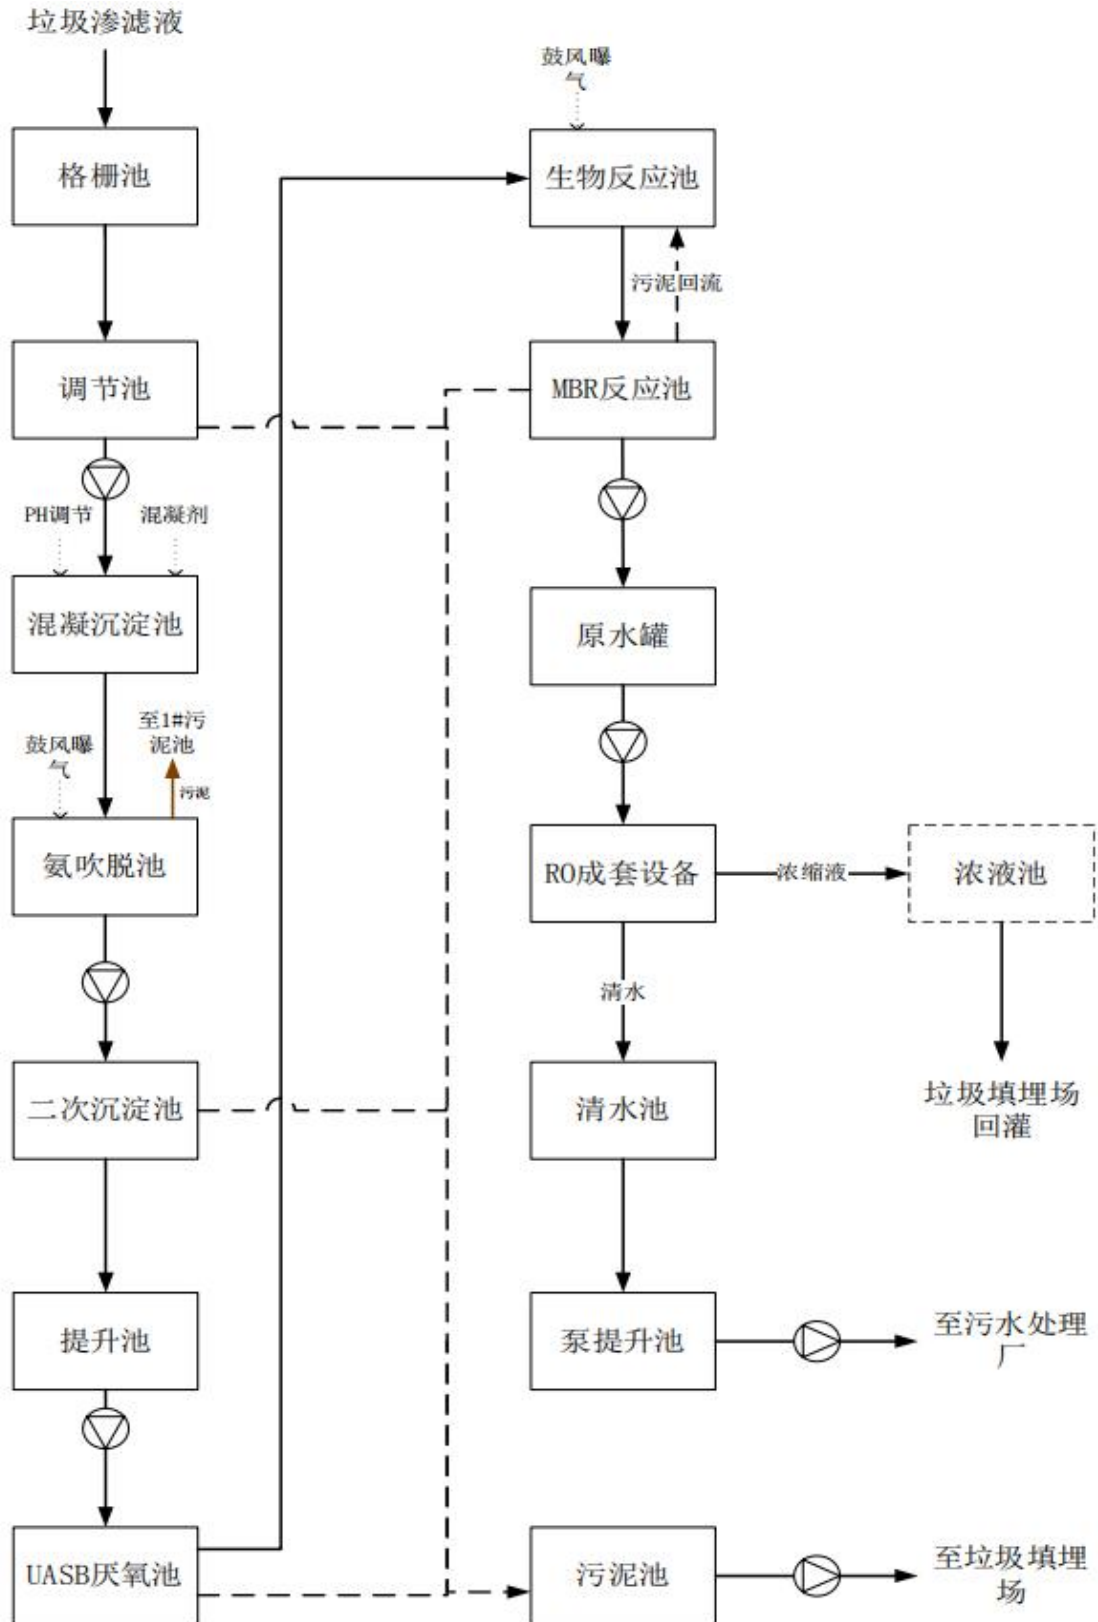 垃圾渗滤液
格栅池
调节池
PH调节
混凝剂
混凝沉淀池
鼓风曝
气
至1#污
泥池
污泥
氨吹脱池
二次沉淀池
提升池
UASB厌氧池
鼓风曝
气
生物反应池
污泥回流
MBR反应池
原水罐
RO成套设备
浓缩液
浓液池
垃圾填埋场
回灌
清水
清水池
泵提升池
至污水处理
厂
污泥池
至垃圾填埋
场